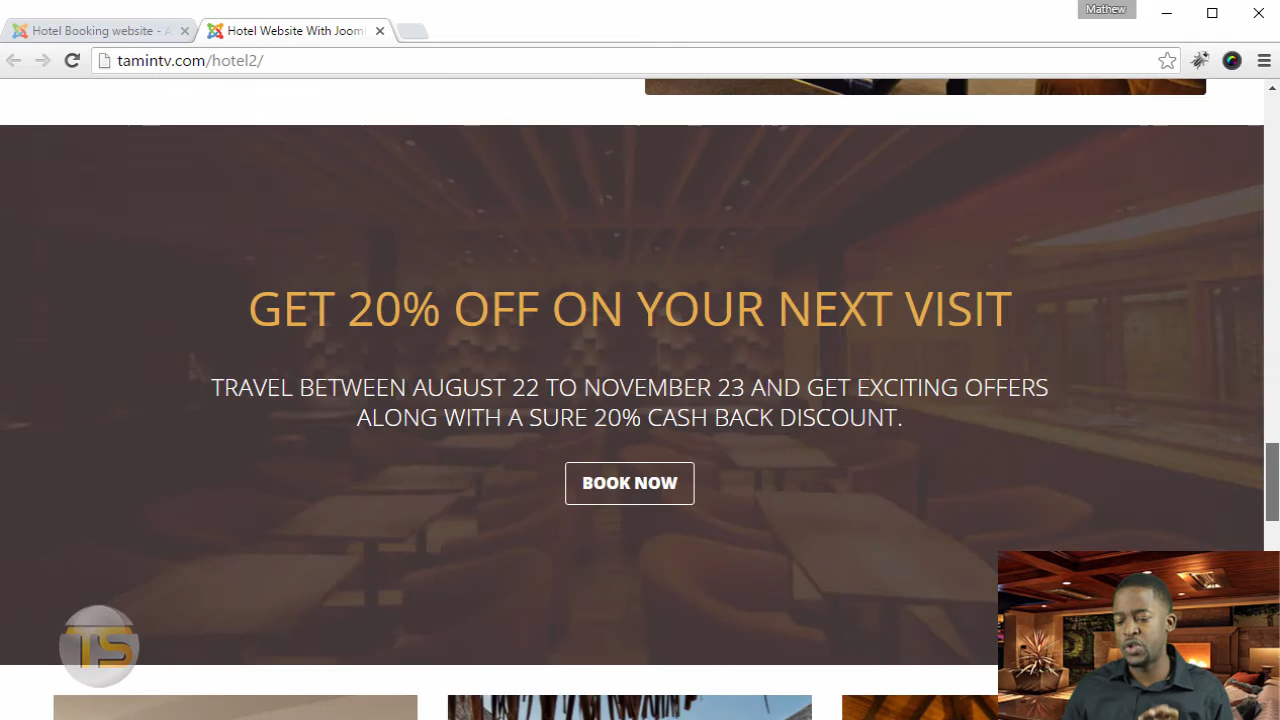 Mathew
Hotel Booking website - A
Hotel Website With Jooml
tamintv.com/hotel2/
GET 20% OFF ON YOUR NEXT VISIT
TRAVEL BETWEEN AUGUST 22 TO NOVEMBER 23 AND GET EXCITING OFFERS
ALONG WITH A SURE 20% CASH BACK DISCOUNT.
BOOK NOW
TS